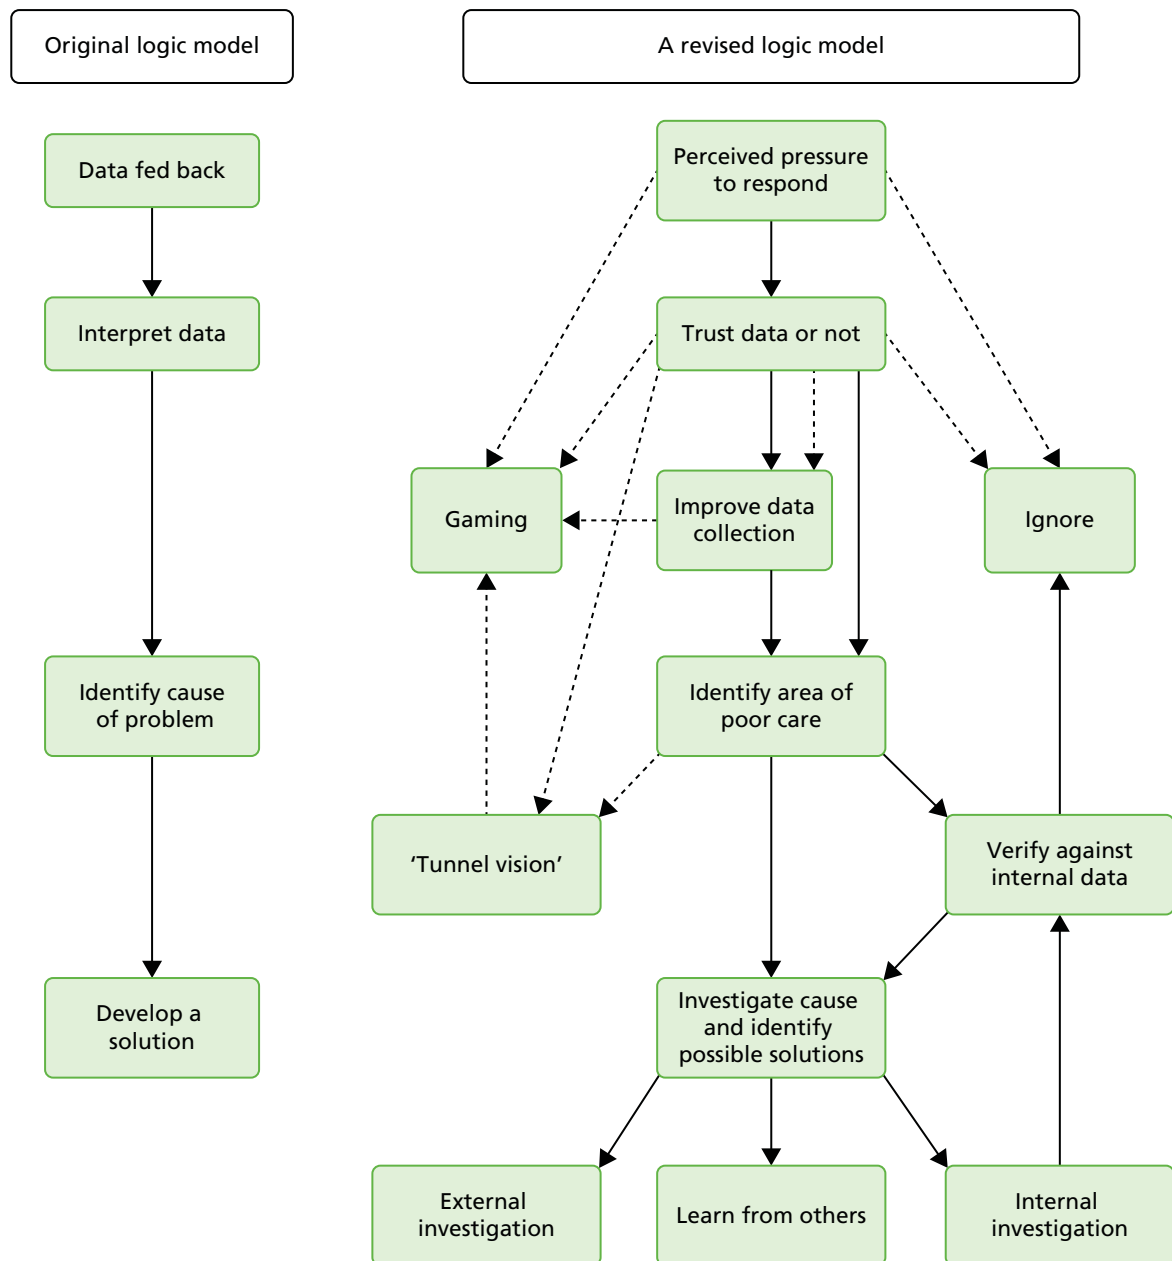 Original logic model
A revised logic model
Data fed back
Interpret data
Identify cause
of problem
Develop a
solution
Perceived pressure
to respond
Trust data or not
Gaming
Improve data
collection
Ignore
Identify area of
poor care
‘Tunnel vision’
Verify against
internal data
Investigate cause
and identify
possible solutions
External
investigation
Learn from others
Internal
investigation